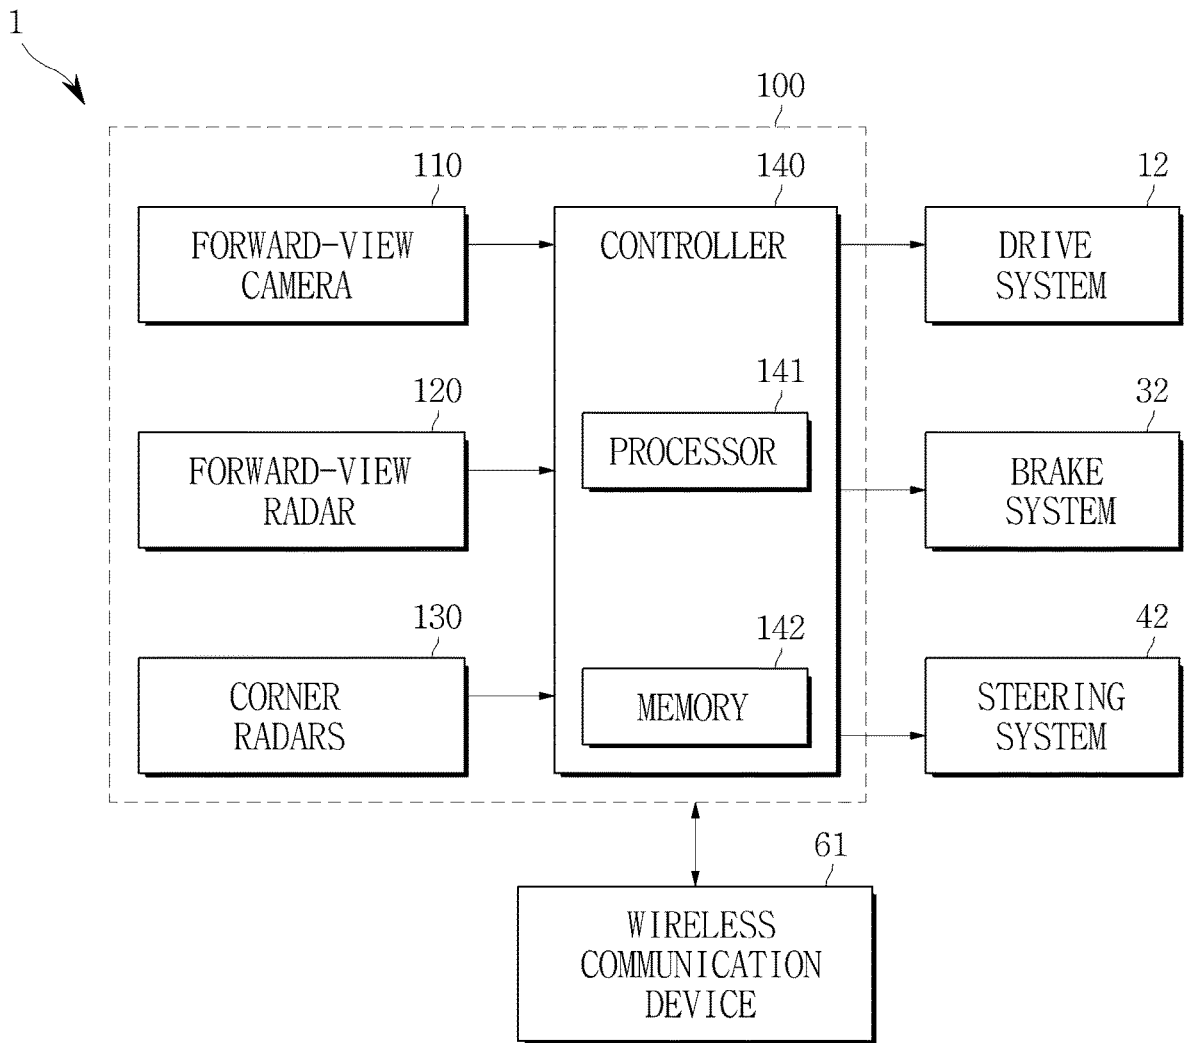 1
100
110
140
12
FORWARD-VIEW
CAMERA
CONTROLLER
DRIVE
SYSTEM
120
141
32
FORWARD-VIEW
RADAR
PROCESSOR
BRAKE
SYSTEM
130
142
42
CORNER
RADARS
MEMORY
STEERING
SYSTEM
61
WIRELESS
COMMUNICATION
DEVICE